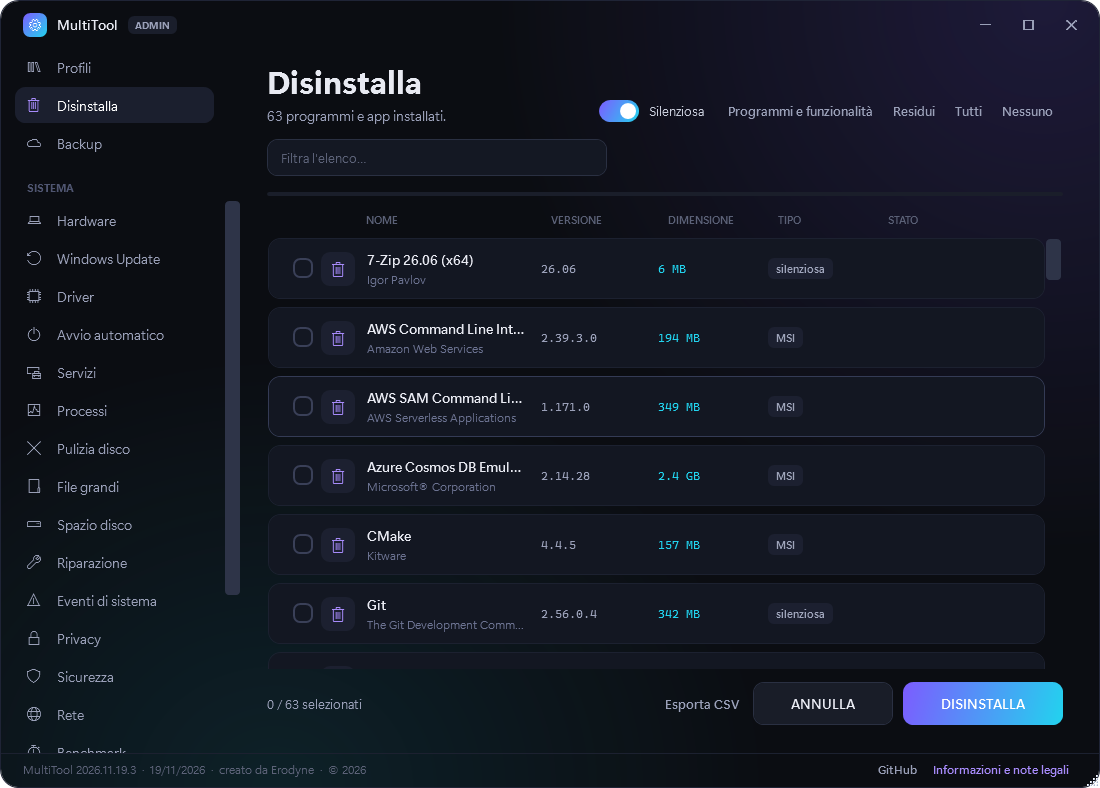 MultiTool ADMIN
Profili
Disinstalla
Backup
SISTEMA
Hardware
Windows Update
Driver
Avvio automatico
Servizi
Processi
Pulizia disco
File grandi
Spazio disco
Riparazione
Eventi di sistema
Privacy
Sicurezza
Rete
Benchmark
Disinstalla
63 programmi e app installati.
Silenziosa Programmi e funzionalità Residui Tutti Nessuno
Filtra l'elenco...
NOME VERSIONE DIMENSIONE TIPO STATO
7-Zip 26.06 (x64)
Igor Pavlov
26.06 6 MB silenziosa
AWS Command Line Int...
Amazon Web Services
2.39.3.0 194 MB MSI
AWS SAM Command Li...
AWS Serverless Applications
1.171.0 349 MB MSI
Azure Cosmos DB Emul...
Microsoft® Corporation
2.14.28 2.4 GB MSI
CMake
Kitware
4.4.5 157 MB MSI
Git
The Git Development Comm...
2.56.0.4 342 MB silenziosa
0 / 63 selezionati
Esporta CSV ANNULLA DISINSTALLA
MultiTool 2026.11.19.3 · 19/11/2026 · creato da Erodyne · © 2026
GitHub Informazioni e note legali